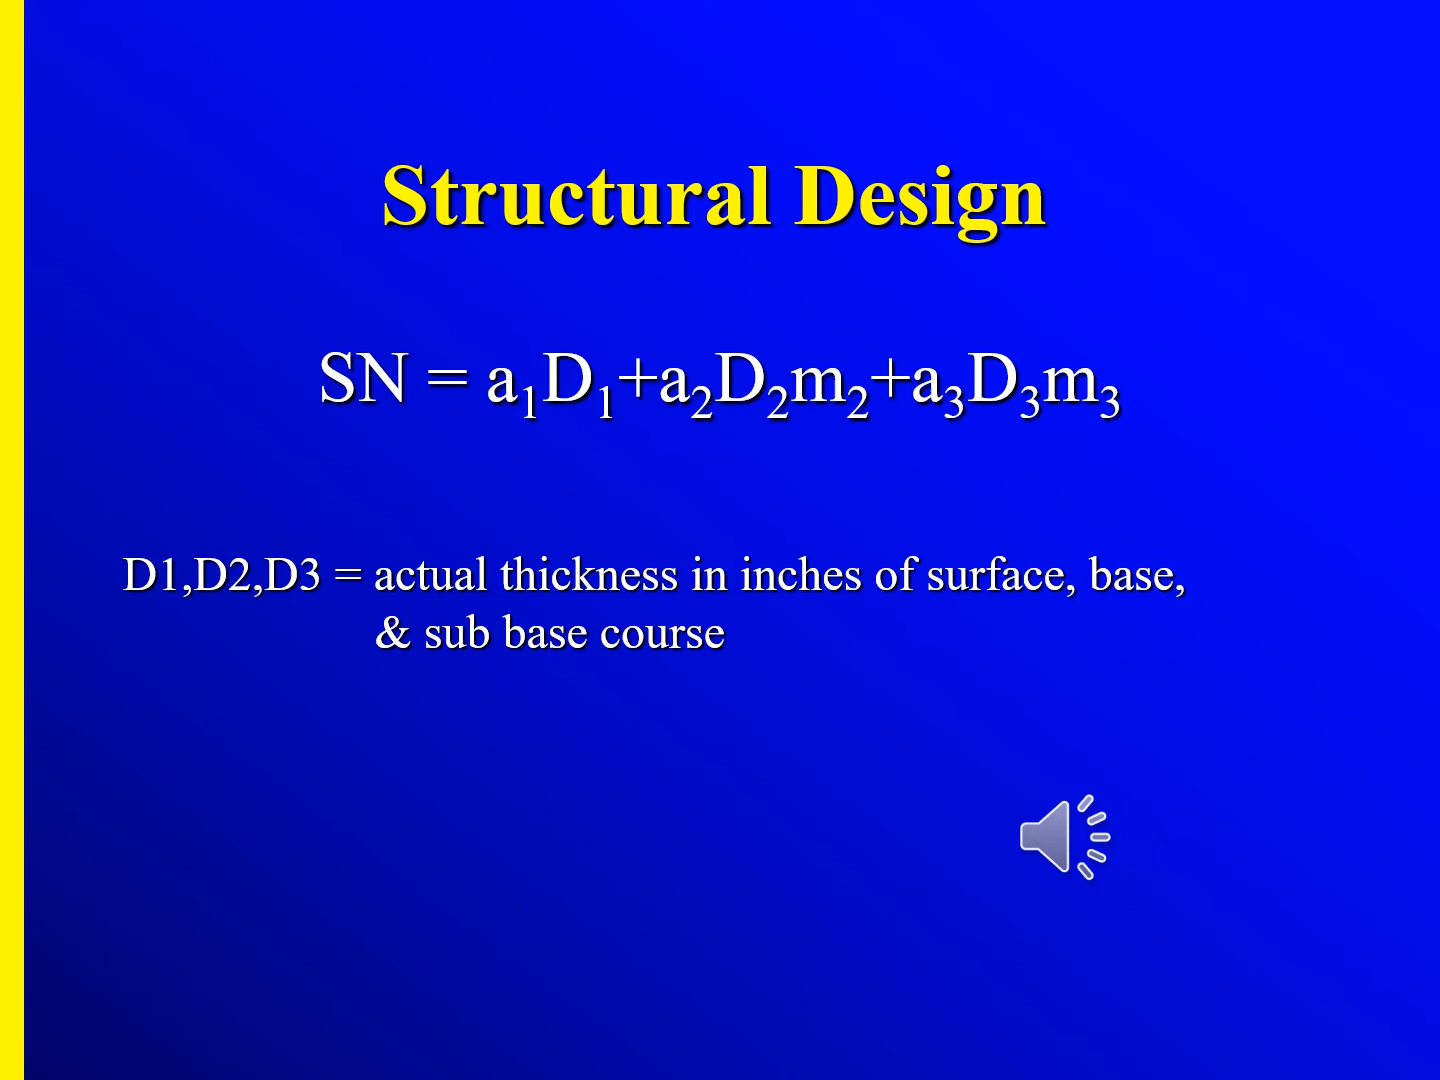 Structural Design
SN = a₁D₁+a₂D₂m₂+a₃D₃m₃
D1,D2,D3 = actual thickness in inches of surface, base,
& sub base course